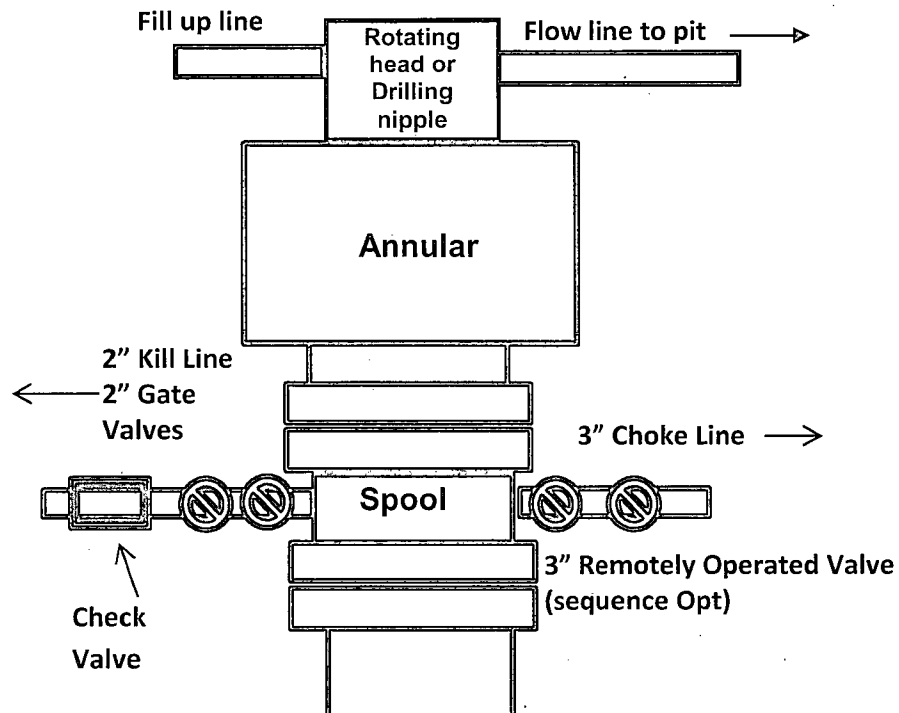 Fill up line
Rotating
head or
Drilling
nipple
Flow line to pit
Annular
2” Kill Line
2” Gate
Valves
3” Choke Line
Spool
3” Remotely Operated Valve
(sequence Opt)
Check
Valve